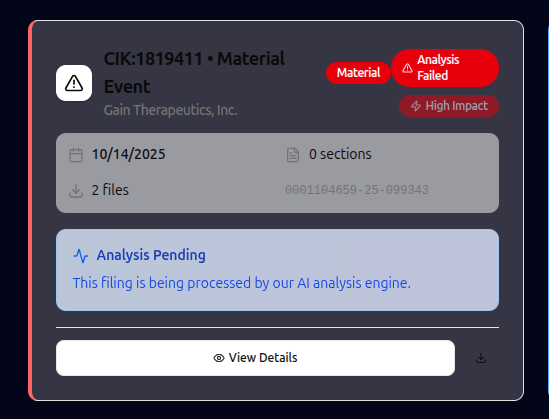 CIK:1819411 • Material
Event
Gain Therapeutics, Inc.
Material
Analysis
Failed
High Impact
10/14/2025
0 sections
2 files
0001104659-25-099343
Analysis Pending
This filing is being processed by our AI analysis engine.
View Details